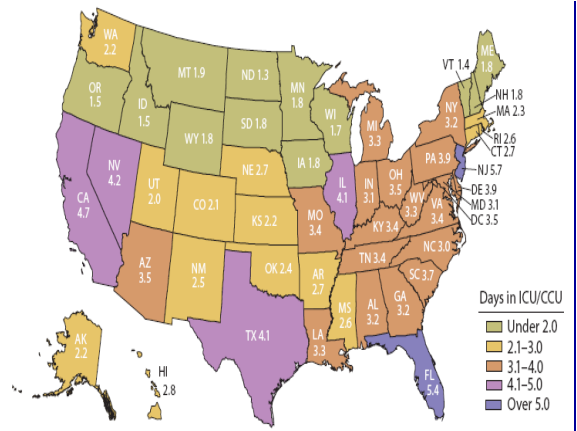 WA
2.2
OR
1.5
ID
1.5
MT 1.9
ND 1.3
MN
1.8
WI
1.7
WY 1.8
SD 1.8
IA 1.8
NE 2.7
NV
4.2
CA
4.7
UT
2.0
CO 2.1
KS 2.2
MO
3.4
IL
4.1
IN
3.1
MI
3.3
OH
3.5
WV
3.3
VA
3.4
PA 3.9
NY
3.2
VT 1.4
ME
1.8
NH 1.8
MA 2.3
RI 2.6
CT 2.7
NJ 5.7
DE 3.9
MD 3.1
DC 3.5
KY 3.4
TN 3.4
NC 3.0
SC 3.7
AZ
3.5
NM
2.5
OK 2.4
AR
2.7
MS
2.6
AL
3.2
GA
3.2
LA
3.3
TX 4.1
FL
5.4
AK
2.2
HI
2.8
Days in ICU/CCU
Under 2.0
2.1–3.0
3.1–4.0
4.1–5.0
Over 5.0